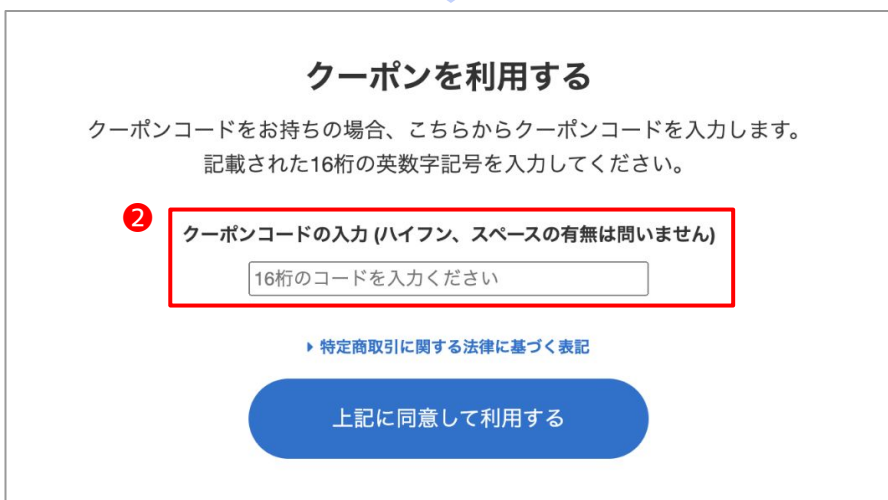 クーポンを利用する
クーポンコードをお持ちの場合、こちらからクーポンコードを入力します。
記載された16桁の英数字記号を入力してください。
2
クーポンコードの入力 (ハイフン、スペースの有無は問いません)
16桁のコードを入力ください
特定商取引に関する法律に基づく表記
上記に同意して利用する